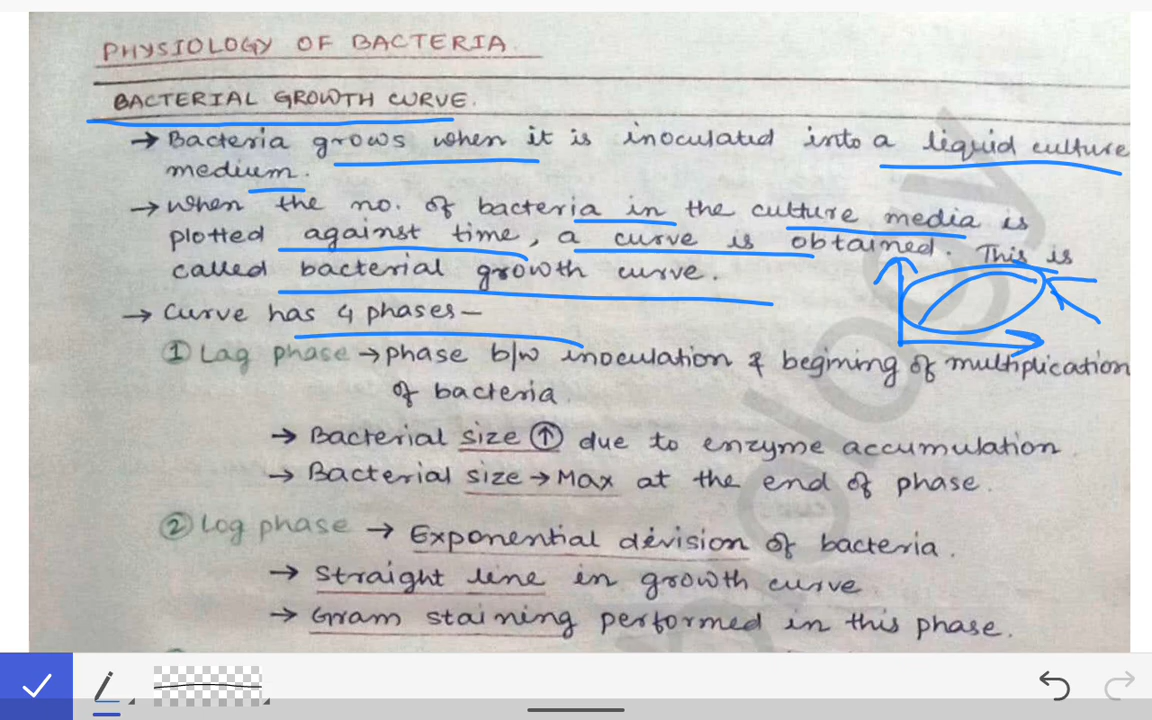 PHYSIOLOGY OF BACTERIA.
BACTERIAL GROWTH CURVE.
→ Bacteria grows when it is inoculated into a liquid culture
medium.
→ When the no. of bacteria in the culture media is
plotted against time, a curve is obtained. This is
called bacterial growth curve.
→ Curve has 4 phases—
① Lag phase → phase b/w inoculation & begining of multiplication
of bacteria.
→ Bacterial size ↑ due to enzyme accumulation.
→ Bacterial size → Max at the end of phase.
② Log phase → Exponential division of bacteria.
→ Straight line in growth curve
→ Gram staining performed in this phase.